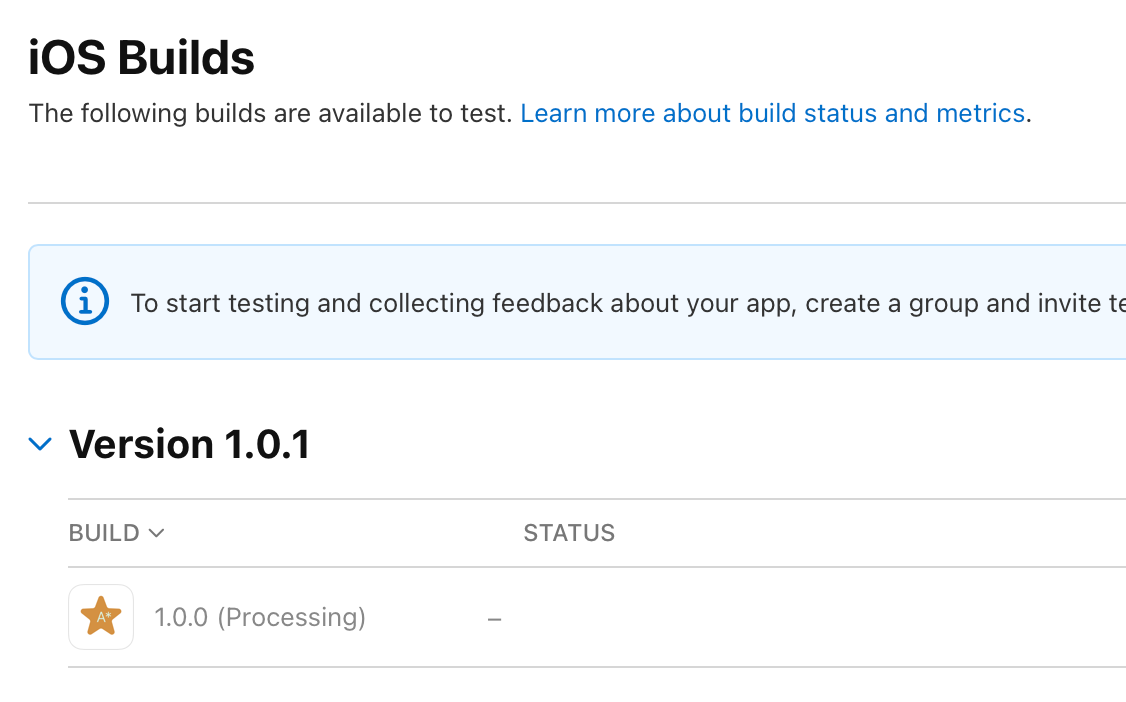 iOS Builds
The following builds are available to test. Learn more about build status and metrics.
To start testing and collecting feedback about your app, create a group and invite te
Version 1.0.1
BUILD STATUS
A*
1.0.0 (Processing) –